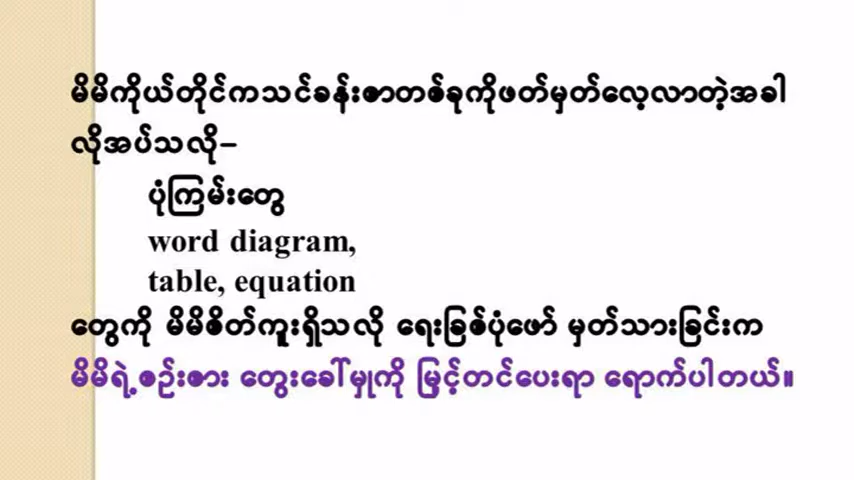 မိမိကိုယ်တိုင်ကသင်ခန်းစာတစ်ခုကိုဖတ်မှတ်လေ့လာတဲ့အခါ
လိုအပ်သလို–
ပုံကြမ်းတွေ
word diagram,
table, equation
တွေကို မိမိစိတ်ကူးရှိသလို ရေးခြစ်ပုံဖော် မှတ်သားခြင်းက
မိမိရဲ့စဉ်းစား တွေးခေါ်မှုကို မြှင့်တင်ပေးရာ ရောက်ပါတယ်။